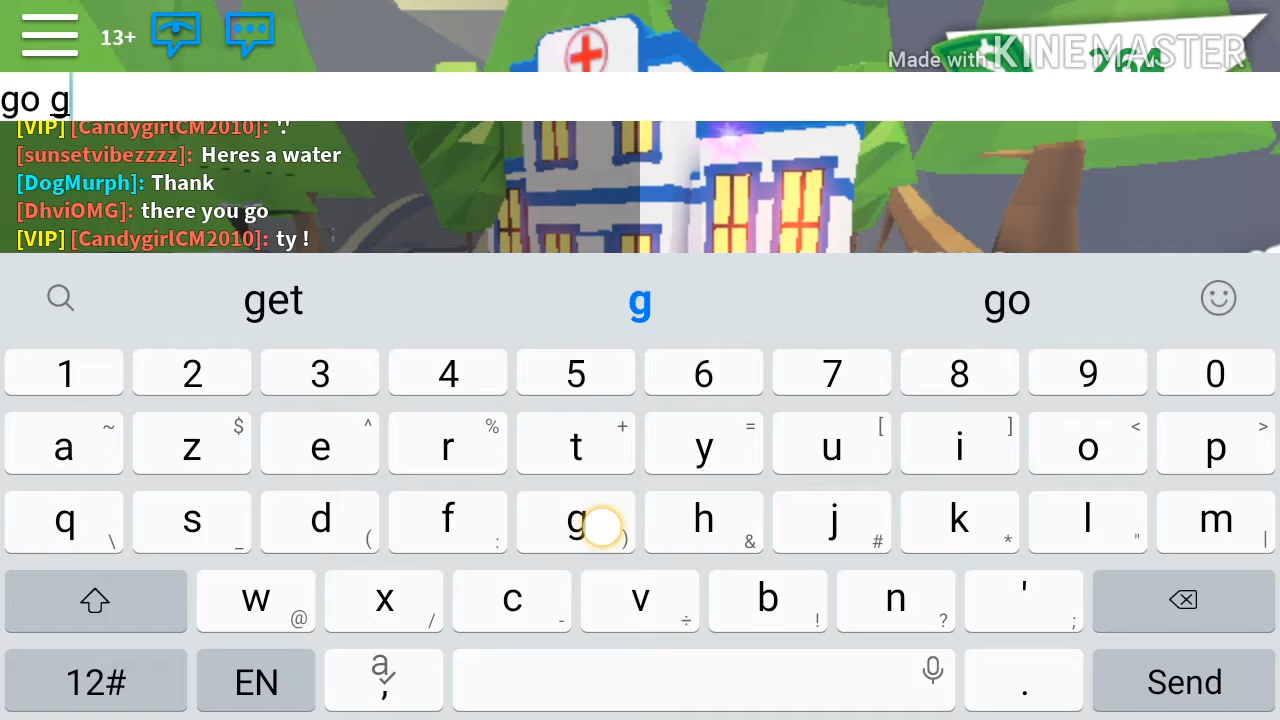 13+
Made with KINEMASTER
264
go g
[VIP] [CandygirlCM2010]: !!
[sunsetvibezzzz]: Heres a water
[DogMurph]: Thank
[DhviOMG]: there you go
[VIP] [CandygirlCM2010]: ty !
get g go
1 2 3 4 5 6 7 8 9 0
a ~ z $ e ^ r % t + y = u [ i ] o < p >
q \ s _ d ( f : g ) h & j # k * l " m |
w @ x / c - v ÷ b ! n ? ' ;
12# EN a , . Send